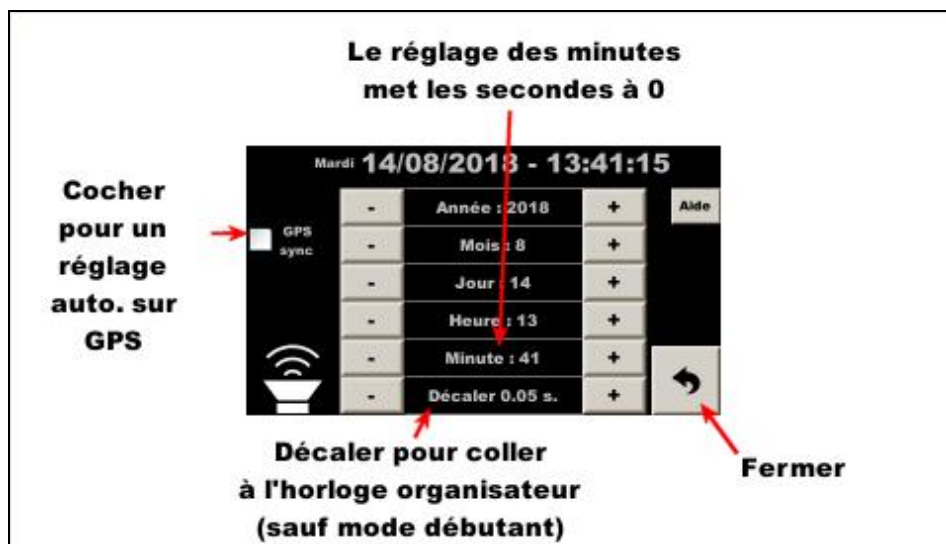 Le réglage des minutes
met les secondes à 0
Mardi 14/08/2018 - 13:41:15
Cocher
pour un
réglage
auto. sur
GPS
GPS
sync
- Année : 2018 +
Aide
- Mois : 8 +
- Jour : 14 +
- Heure : 13 +
- Minute : 41 +
- Décaler 0.05 s. +
Décaler pour coller
à l'horloge organisateur
(sauf mode débutant)
Fermer